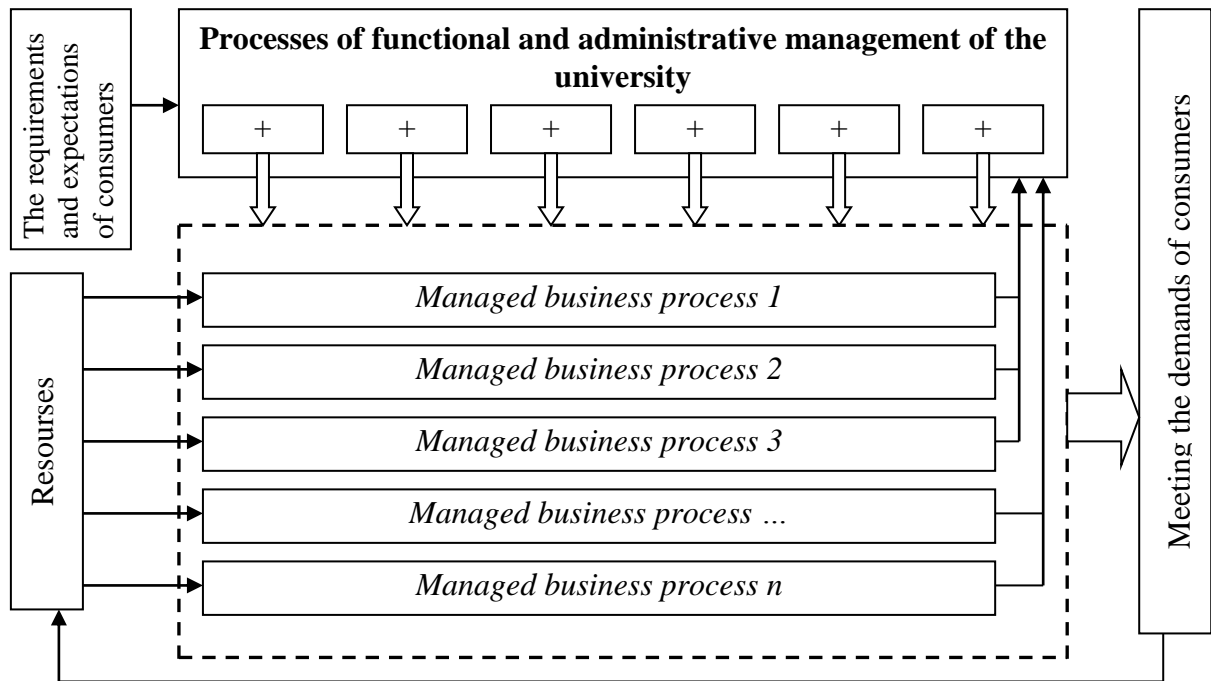 The requirements
and expectations
of consumers
Processes of functional and administrative management of the
university
+ + + + + +
Resourses
Managed business process 1
Managed business process 2
Managed business process 3
Managed business process …
Managed business process n
Meeting the demands of consumers